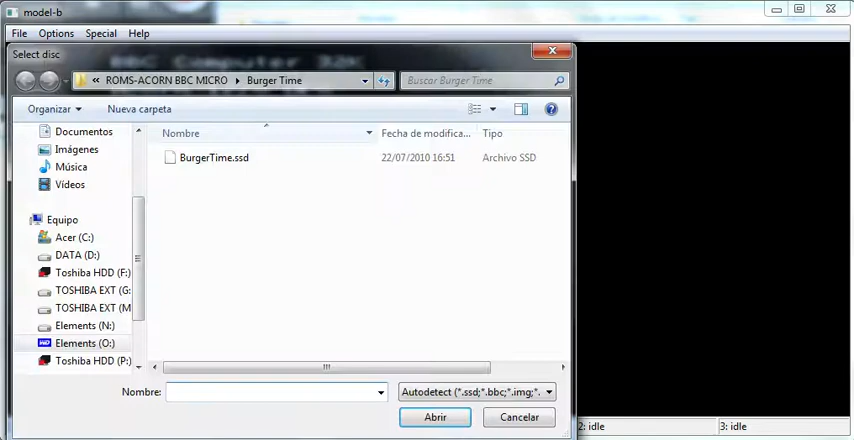 model-b
File Options Special Help
BBC Computer 32K
Select disc
« ROMS-ACORN BBC MICRO Burger Time
Buscar Burger Time
Organizar Nueva carpeta
Documentos
Imágenes
Música
Vídeos
Equipo
Acer (C:)
DATA (D:)
Toshiba HDD (F:)
TOSHIBA EXT (G:
TOSHIBA EXT (M
Elements (N:)
Elements (O:)
Toshiba HDD (P:)
Nombre Fecha de modifica... Tipo
BurgerTime.ssd 22/07/2010 16:51 Archivo SSD
Nombre:
Autodetect (*.ssd;*.bbc;*.img;*.
Abrir Cancelar
2: idle 3: idle